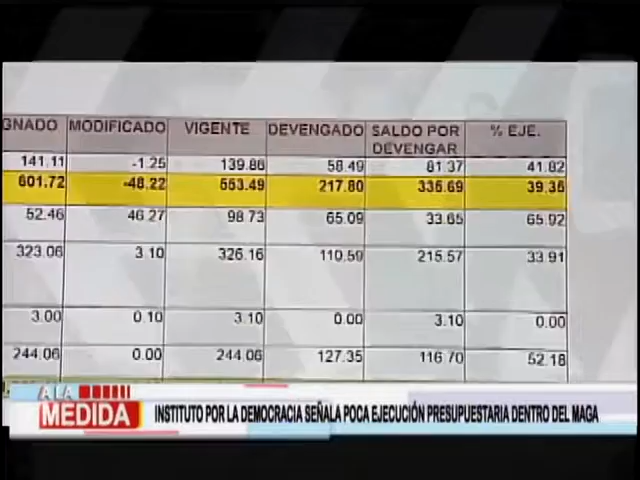 GNADO MODIFICADO VIGENTE DEVENGADO SALDO POR DEVENGAR % EJE.
141.11 -1.25 139.86 58.49 81.37 41.82
601.72 -48.22 553.49 217.80 335.69 39.35
52.46 46.27 98.73 65.09 33.65 65.92
323.06 3.10 326.16 110.59 215.57 33.91
3.00 0.10 3.10 0.00 3.10 0.00
244.06 0.00 244.06 127.35 116.70 52.18
A LA
MEDIDA
INSTITUTO POR LA DEMOCRACIA SEÑALA POCA EJECUCIÓN PRESUPUESTARIA DENTRO DEL MAGA